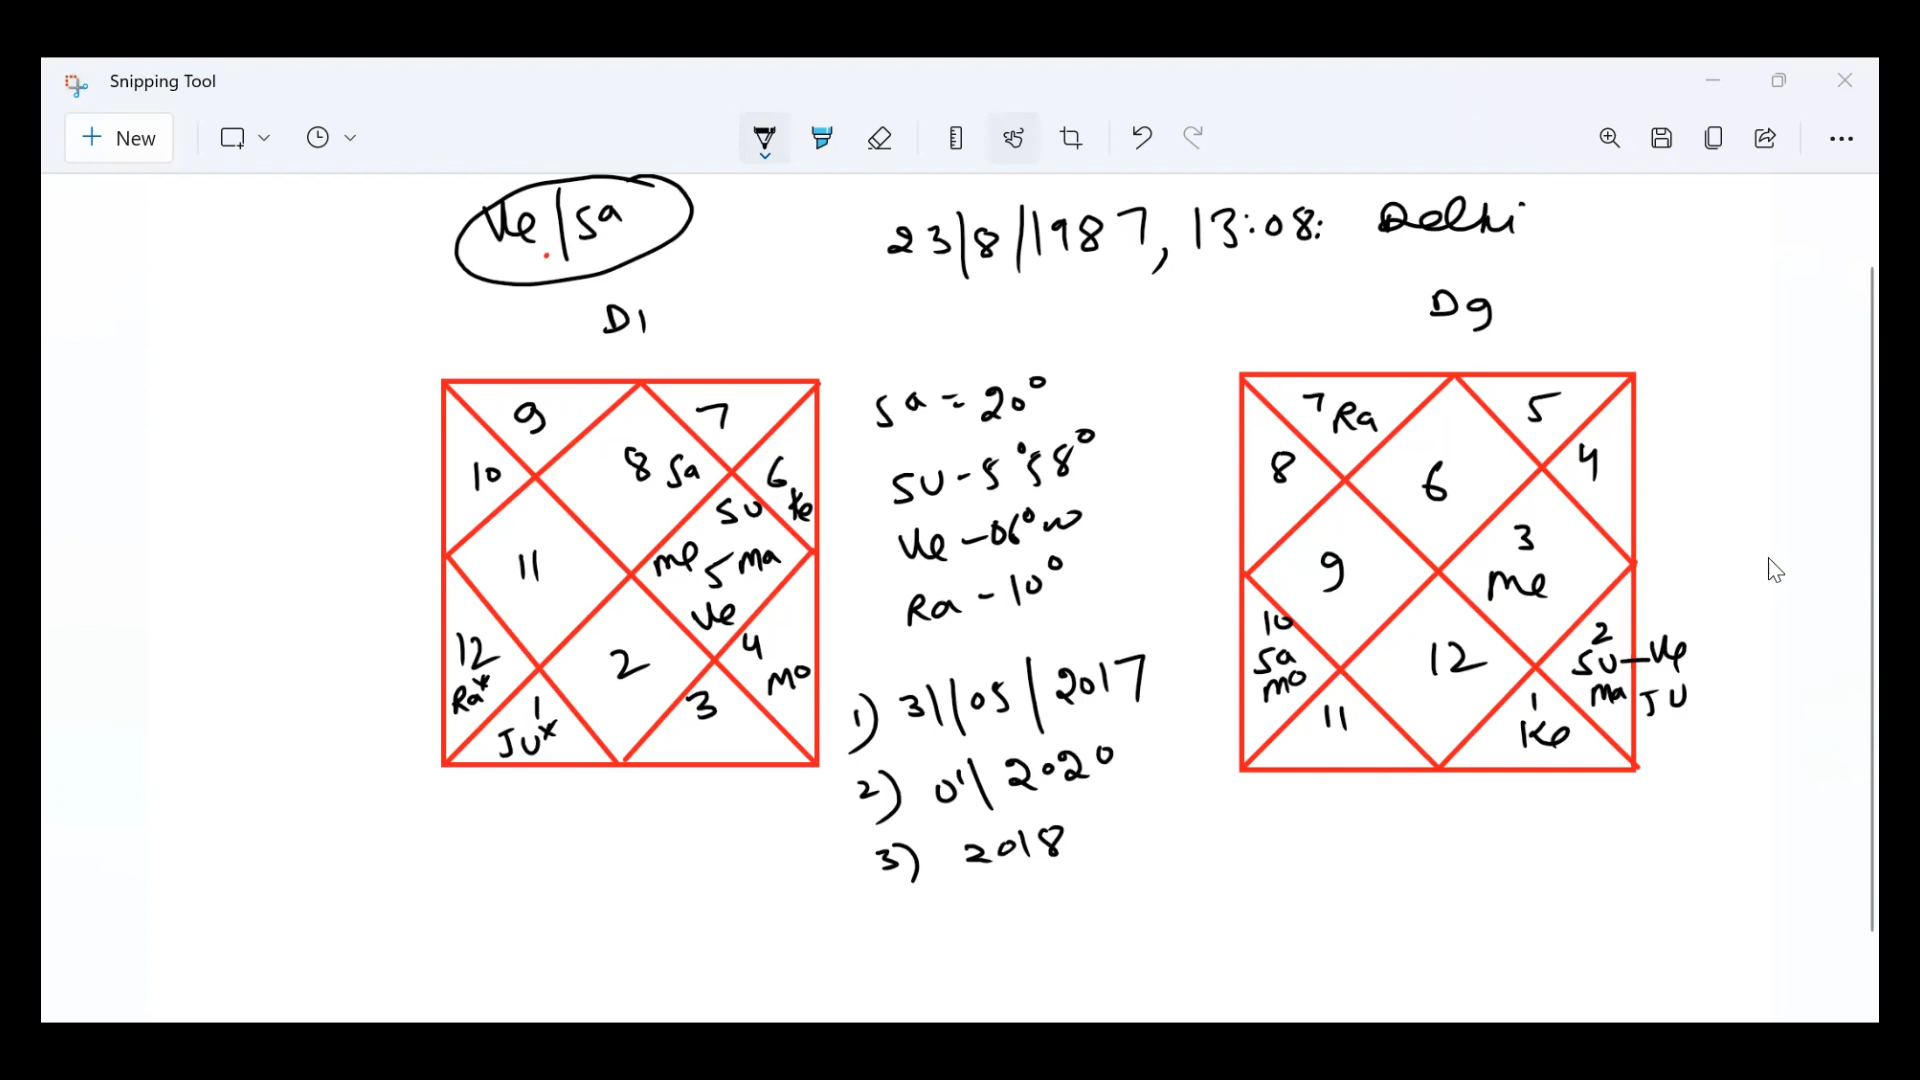 Snipping Tool
New
Ve/Sa
23/8/1987, 13:08: Delhi
D1
D9
9
7
10
8 Sa
6
Su Ke
11
me 5 Ma
Ve
12
Ra*
2
4
Mo
1
Ju*
3
Sa = 20°
Su - 5°58°
Ve - 06°
Ra - 10°
1) 31/05/2017
2) 01/2020
3) 2018
7 Ra
5
8
6
4
9
3
Me
10
Sa
Mo
12
2
Su - Ve
Ma Ju
11
1
Ke